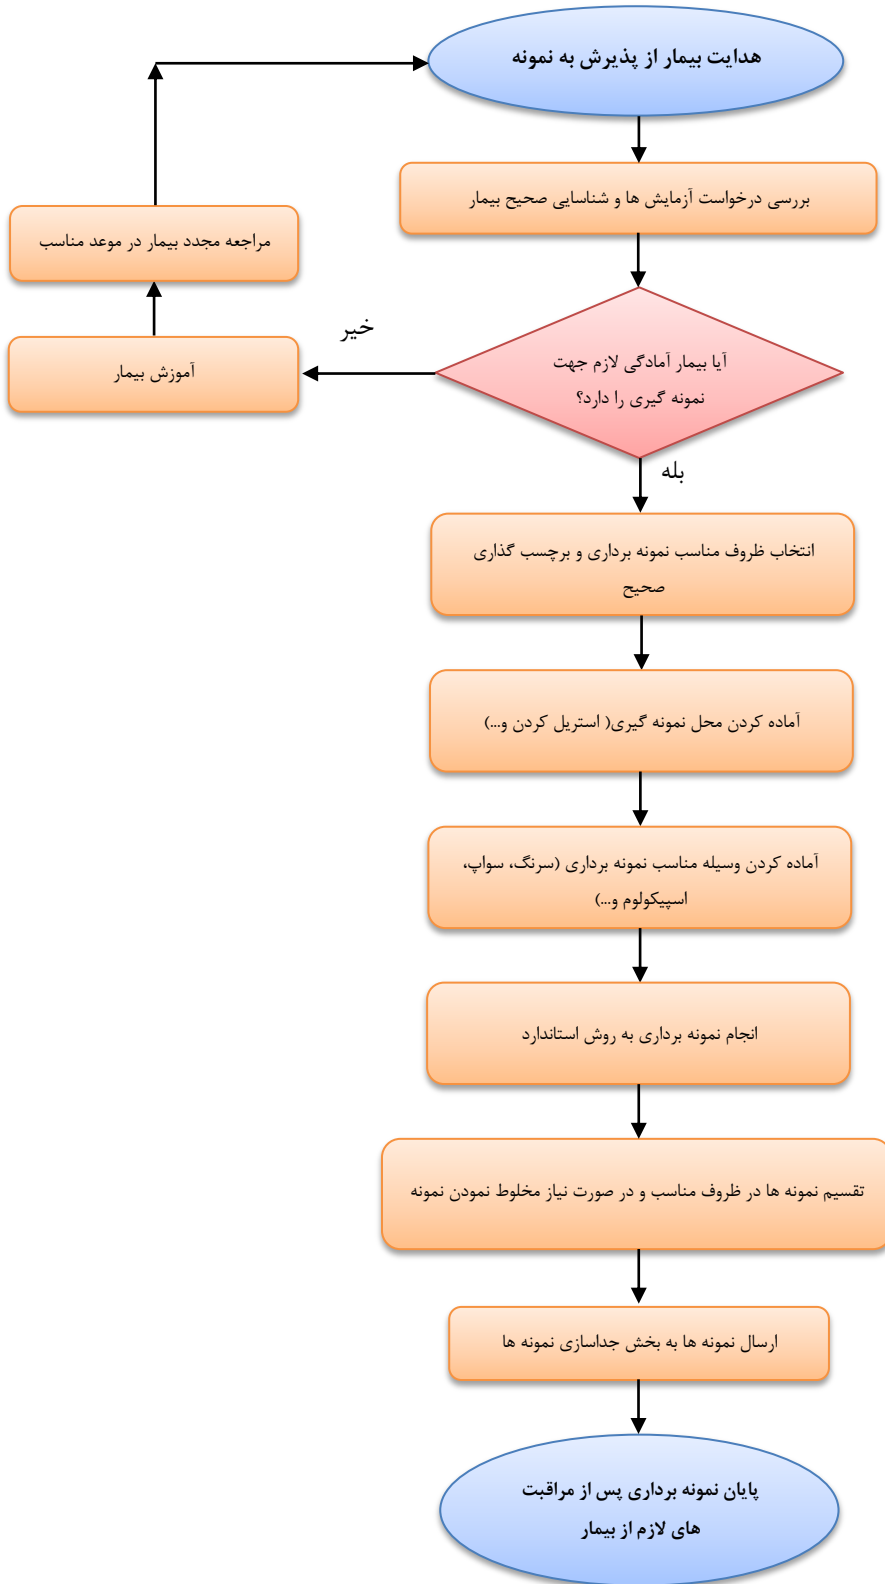 هدایت بیمار از پذیرش به نمونه
بررسی درخواست آزمایش ها و شناسایی صحیح بیمار
مراجعه مجدد بیمار در موعد مناسب
آموزش بیمار
خیر
آیا بیمار آمادگی لازم جهت
نمونه گیری را دارد؟
بله
انتخاب ظروف مناسب نمونه برداری و برچسب گذاری
صحیح
آماده کردن محل نمونه گیری( استریل کردن و...)
آماده کردن وسیله مناسب نمونه برداری (سرنگ، سواپ،
اسپیکولوم و...)
انجام نمونه برداری به روش استاندارد
تقسیم نمونه ها در ظروف مناسب و در صورت نیاز مخلوط نمودن نمونه
ارسال نمونه ها به بخش جداسازی نمونه ها
پایان نمونه برداری پس از مراقبت
های لازم از بیمار